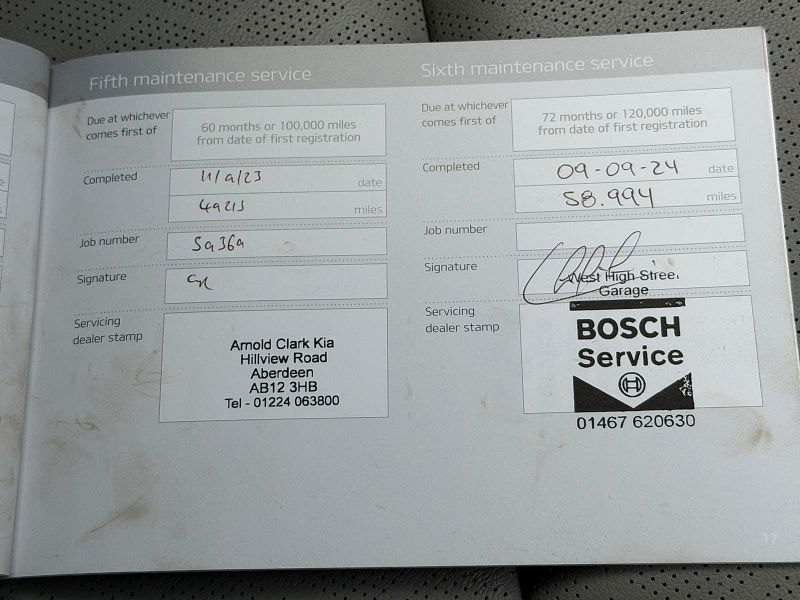 Fifth maintenance service
Due at whichever
comes first of
60 months or 100,000 miles
from date of first registration
Completed
11/9/23
date
49213
miles
Job number
59369
Signature
Servicing
dealer stamp
Arnold Clark Kia
Hillview Road
Aberdeen
AB12 3HB
Tel - 01224 063800
Sixth maintenance service
Due at whichever
comes first of
72 months or 120,000 miles
from date of first registration
Completed
09-09-24
date
58.994
miles
Job number
Signature
West High Street
Garage
Servicing
dealer stamp
BOSCH
Service
01467 620630
17